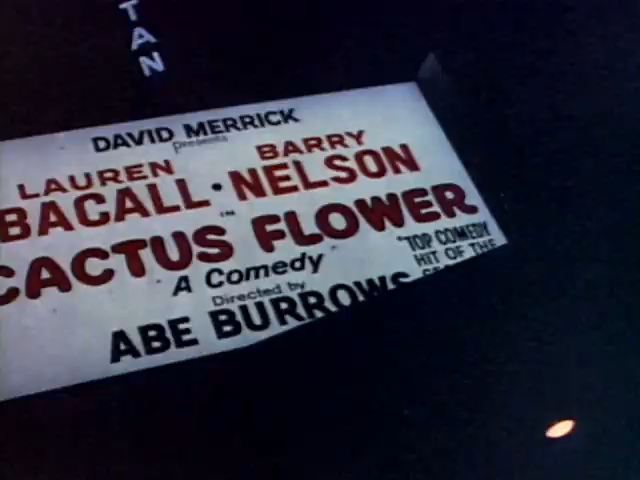 TAN
DAVID MERRICK
presents
LAUREN BARRY
BACALL · NELSON
IN
CACTUS FLOWER
A Comedy
"TOP COMEDY
HIT OF THE
Directed by
ABE BURROWS